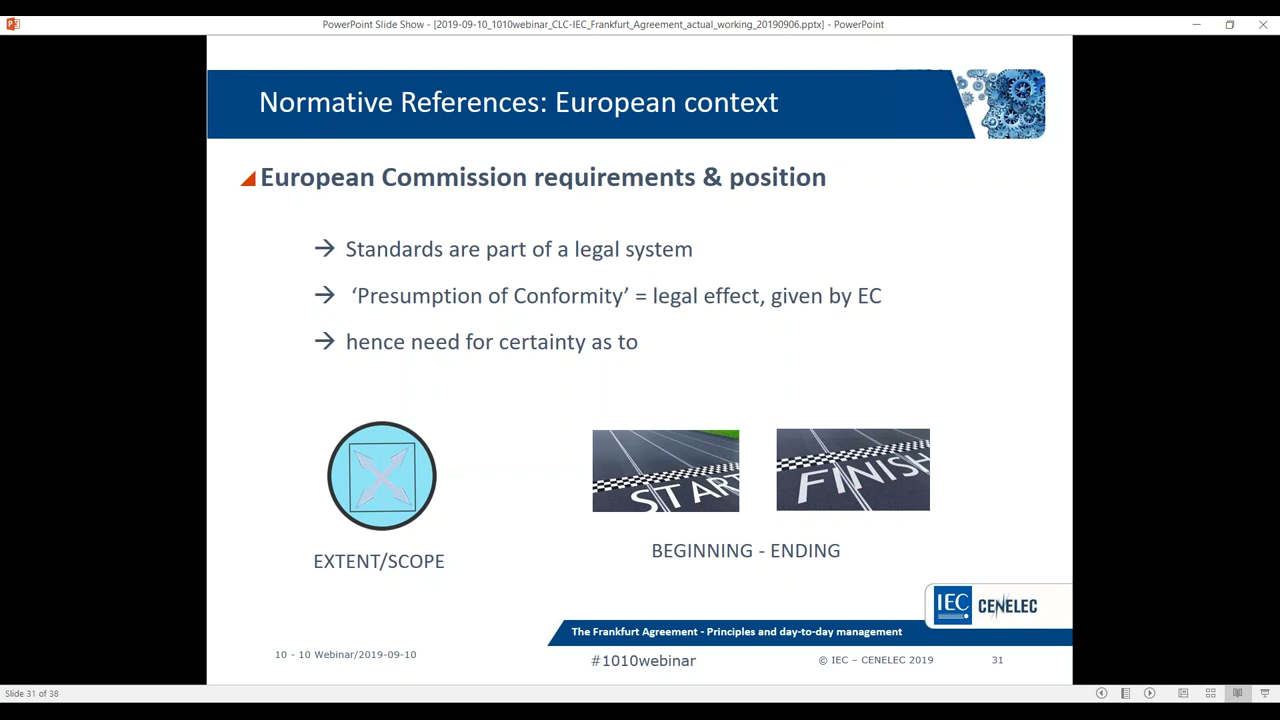 PowerPoint Slide Show - [2019-09-10_1010webinar_CLC-IEC_Frankfurt_Agreement_actual_working_20190906.pptx] - PowerPoint
Normative References: European context
European Commission requirements & position
→ Standards are part of a legal system
→ ‘Presumption of Conformity’ = legal effect, given by EC
→ hence need for certainty as to
START
FINISH
EXTENT/SCOPE
BEGINNING - ENDING
IEC CENELEC
The Frankfurt Agreement - Principles and day-to-day management
10 - 10 Webinar/2019-09-10
#1010webinar
© IEC – CENELEC 2019
31
Slide 31 of 38